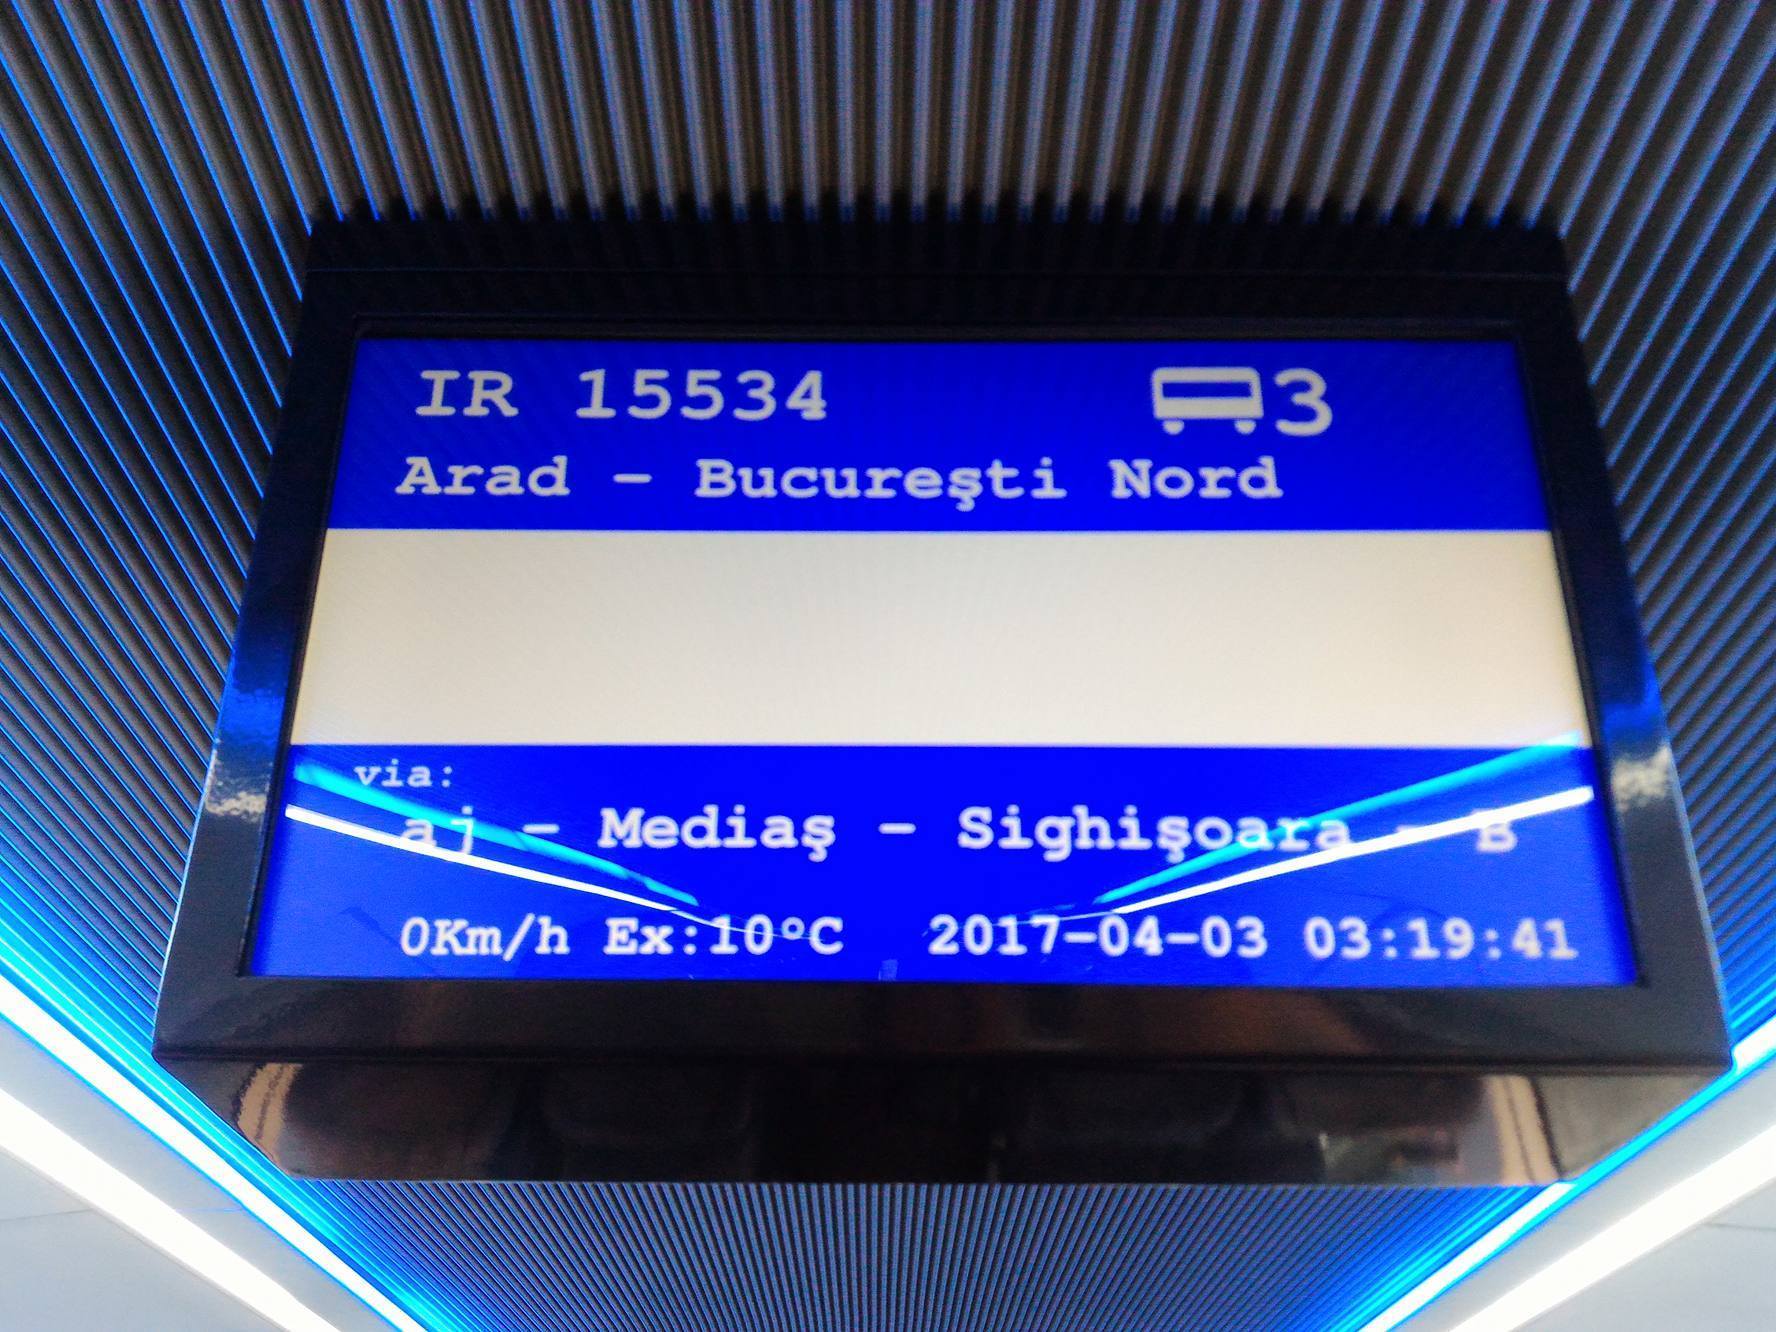 IR 15534 3
Arad - Bucureşti Nord
via:
aj - Mediaş - Sighişoara - B
0Km/h Ex:10°C 2017-04-03 03:19:41